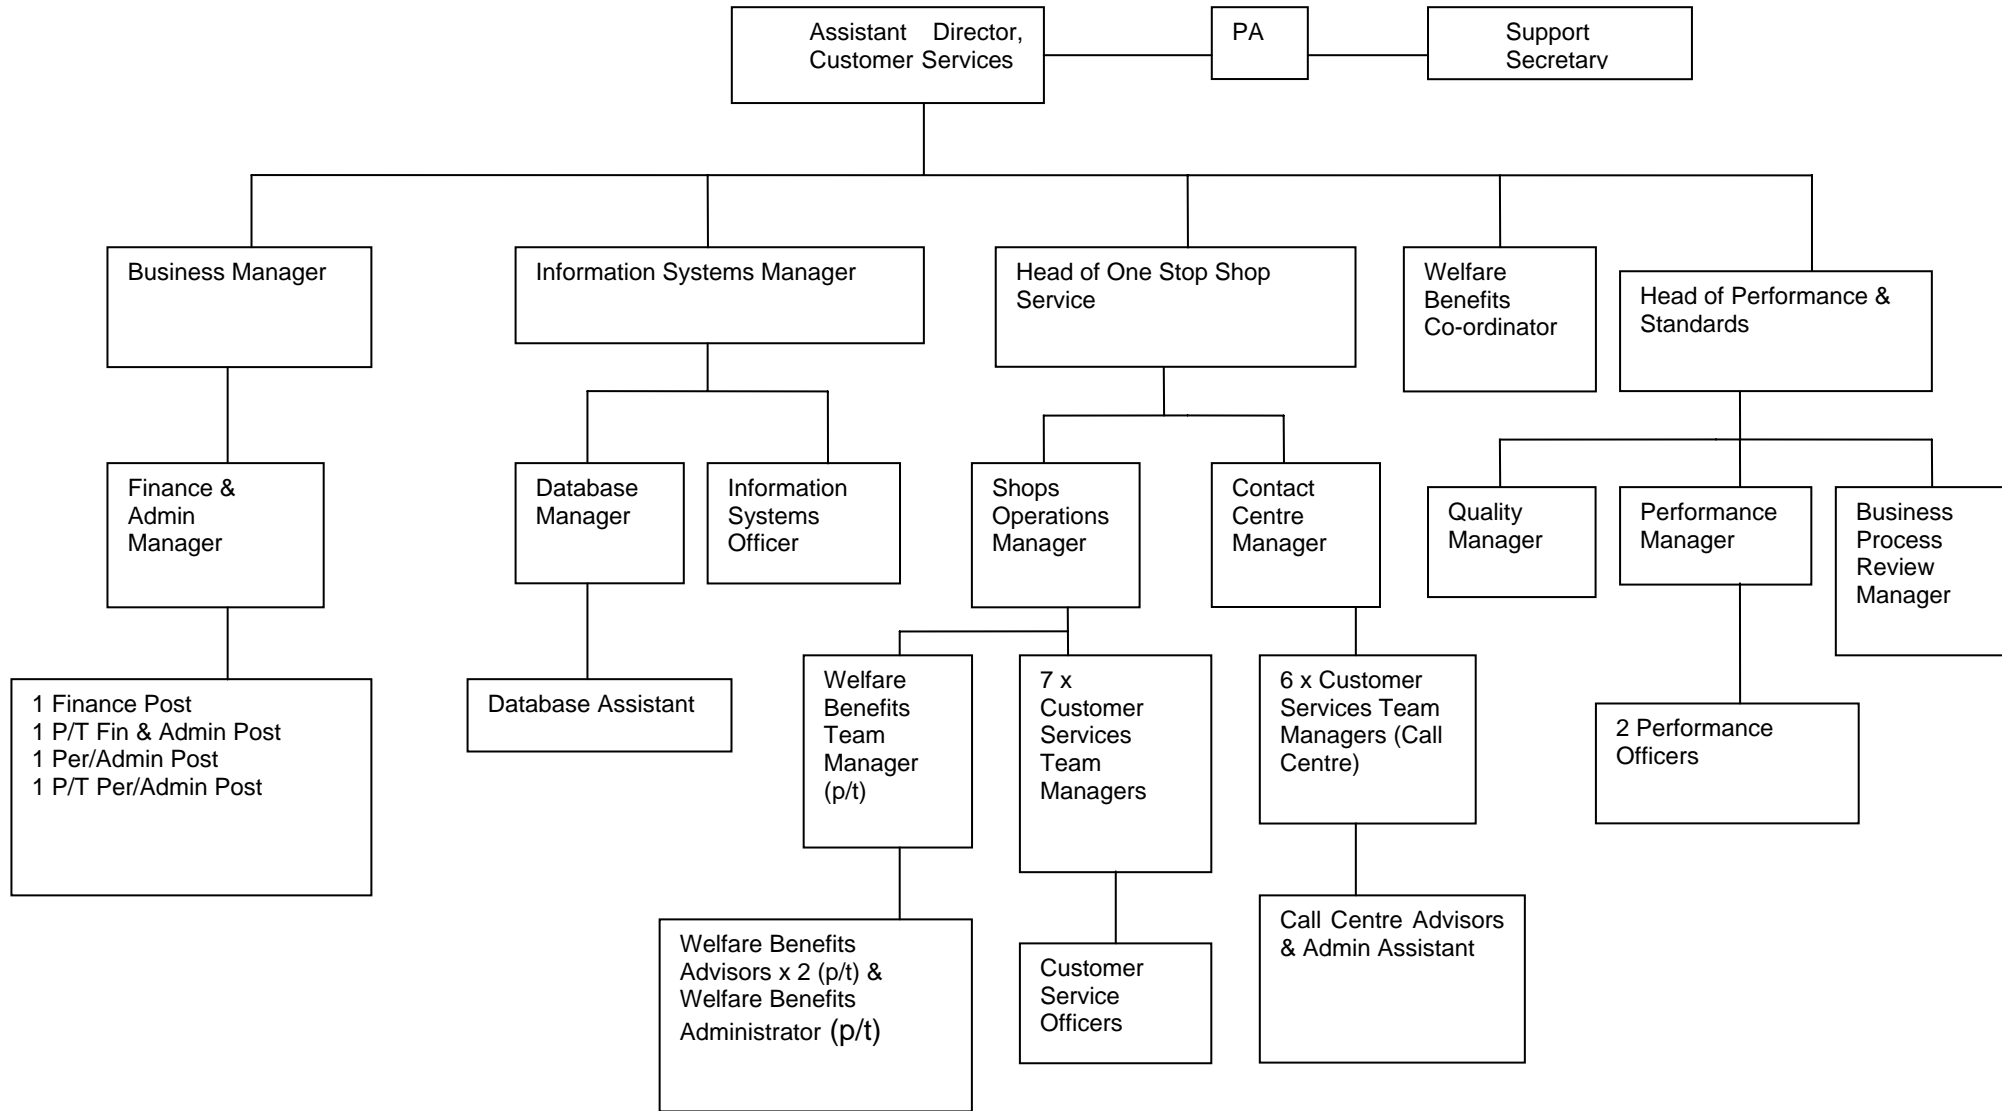 Assistant Director,
Customer Services
PA
Support
Secretary
Business Manager
Information Systems Manager
Head of One Stop Shop
Service
Welfare
Benefits
Co-ordinator
Head of Performance &
Standards
Finance &
Admin
Manager
Database
Manager
Information
Systems
Officer
Shops
Operations
Manager
Contact
Centre
Manager
Quality
Manager
Performance
Manager
Business
Process
Review
Manager
1 Finance Post
1 P/T Fin & Admin Post
1 Per/Admin Post
1 P/T Per/Admin Post
Database Assistant
Welfare
Benefits
Team
Manager
(p/t)
7 x
Customer
Services
Team
Managers
6 x Customer
Services Team
Managers (Call
Centre)
2 Performance
Officers
Welfare Benefits
Advisors x 2 (p/t) &
Welfare Benefits
Administrator (p/t)
Customer
Service
Officers
Call Centre Advisors
& Admin Assistant